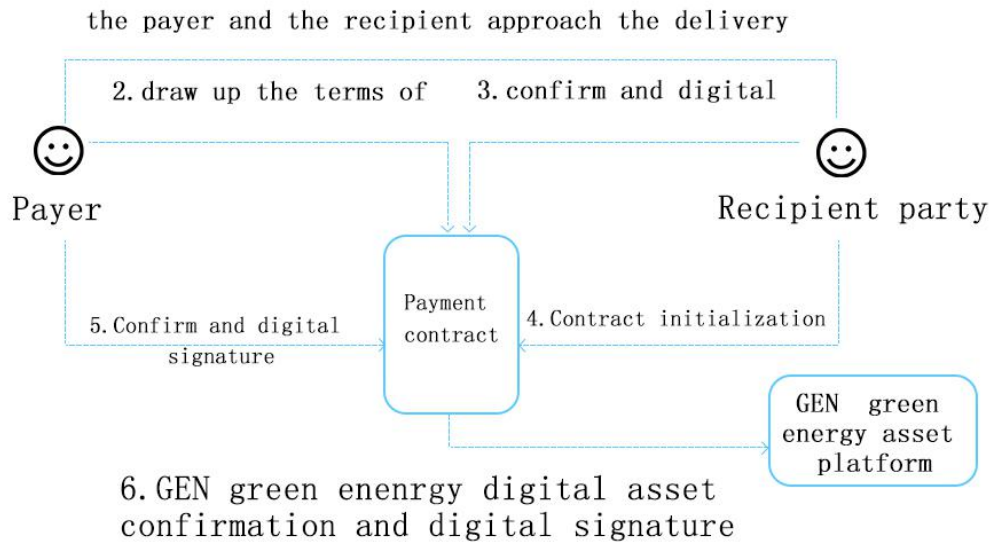 the payer and the recipient approach the delivery
2.draw up the terms of
3.confirm and digital
Payer
Recipient party
Payment
contract
5.Confirm and digital
signature
4.Contract initialization
GEN green
energy asset
platform
6.GEN green enenrgy digital asset
confirmation and digital signature